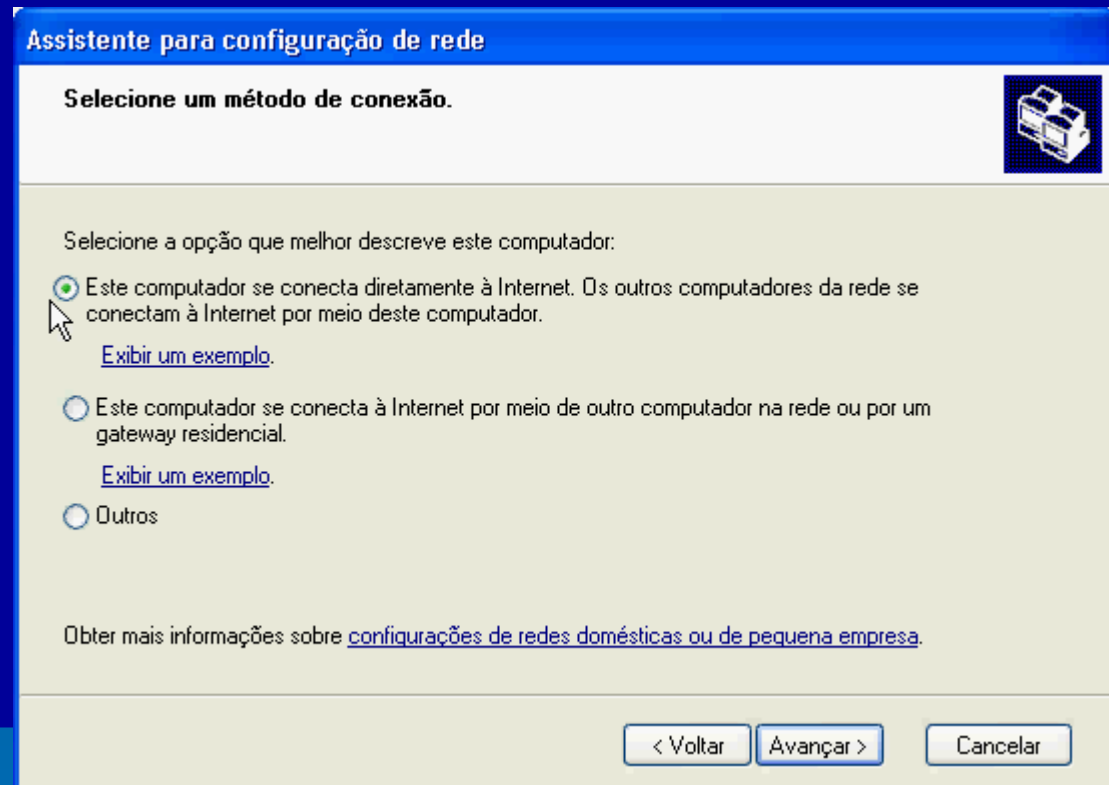 Assistente para configuração de rede
Selecione um método de conexão.
Selecione a opção que melhor descreve este computador:
Este computador se conecta diretamente à Internet. Os outros computadores da rede se
conectam à Internet por meio deste computador.
Exibir um exemplo.
Este computador se conecta à Internet por meio de outro computador na rede ou por um
gateway residencial.
Exibir um exemplo.
Outros
Obter mais informações sobre configurações de redes domésticas ou de pequena empresa.
< Voltar Avançar > Cancelar